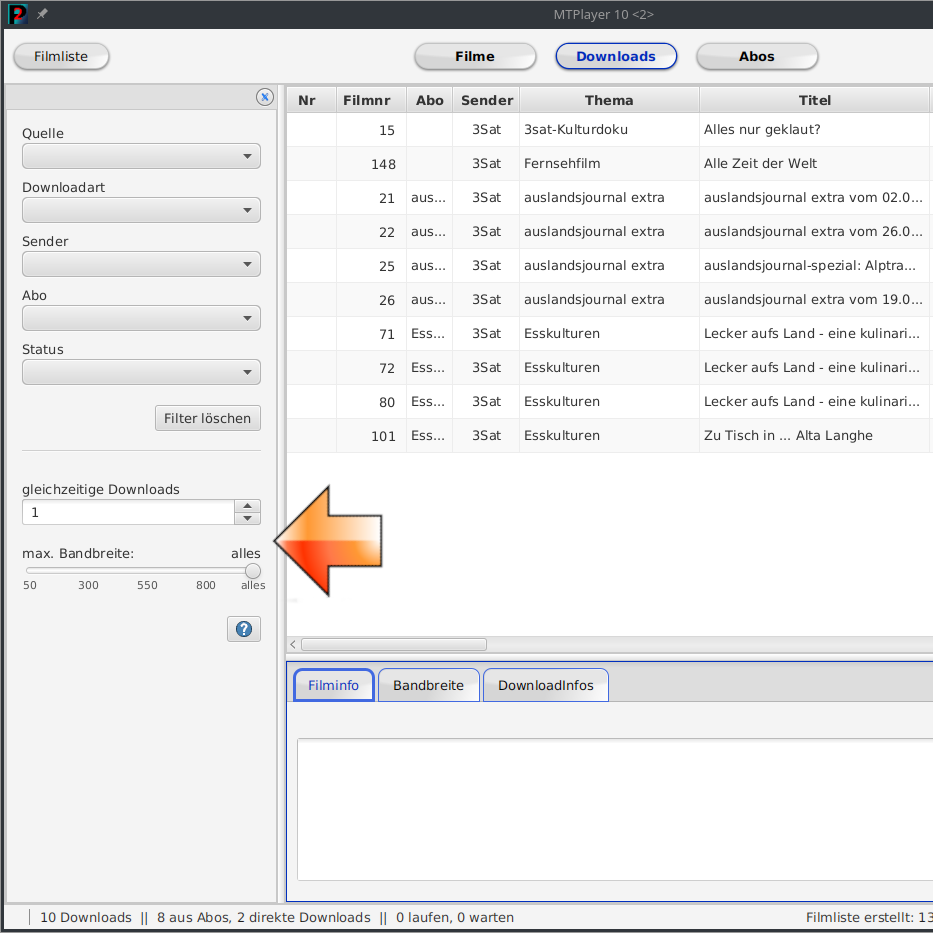 MTPlayer 10 <2>
Filmliste Filme Downloads Abos
Quelle
Downloadart
Sender
Abo
Status
Filter löschen
gleichzeitige Downloads
1
max. Bandbreite: alles
50 300 550 800 alles
?
Nr Filmnr Abo Sender Thema Titel
15 3Sat 3sat-Kulturdoku Alles nur geklaut?
148 3Sat Fernsehfilm Alle Zeit der Welt
21 aus... 3Sat auslandsjournal extra auslandsjournal extra vom 02.0...
22 aus... 3Sat auslandsjournal extra auslandsjournal extra vom 26.0...
25 aus... 3Sat auslandsjournal extra auslandsjournal-spezial: Alptra...
26 aus... 3Sat auslandsjournal extra auslandsjournal extra vom 19.0...
71 Ess... 3Sat Esskulturen Lecker aufs Land - eine kulinari...
72 Ess... 3Sat Esskulturen Lecker aufs Land - eine kulinari...
80 Ess... 3Sat Esskulturen Lecker aufs Land - eine kulinari...
101 Ess... 3Sat Esskulturen Zu Tisch in ... Alta Langhe
Filminfo Bandbreite DownloadInfos
10 Downloads || 8 aus Abos, 2 direkte Downloads || 0 laufen, 0 warten Filmliste erstellt: 13